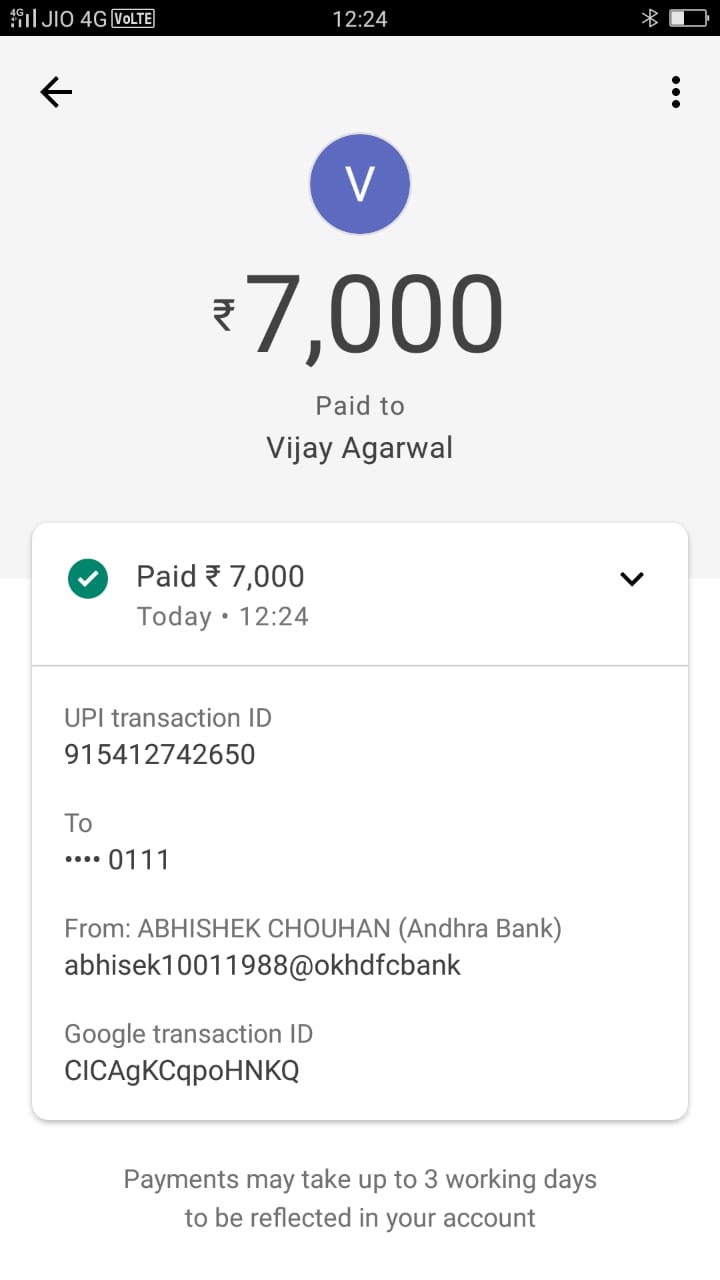 4G JIO 4G VoLTE 12:24
V
₹7,000
Paid to
Vijay Agarwal
Paid ₹ 7,000
Today • 12:24
UPI transaction ID
915412742650
To
•••• 0111
From: ABHISHEK CHOUHAN (Andhra Bank)
abhisek10011988@okhdfcbank
Google transaction ID
CICAgKCqpoHNKQ
Payments may take up to 3 working days
to be reflected in your account